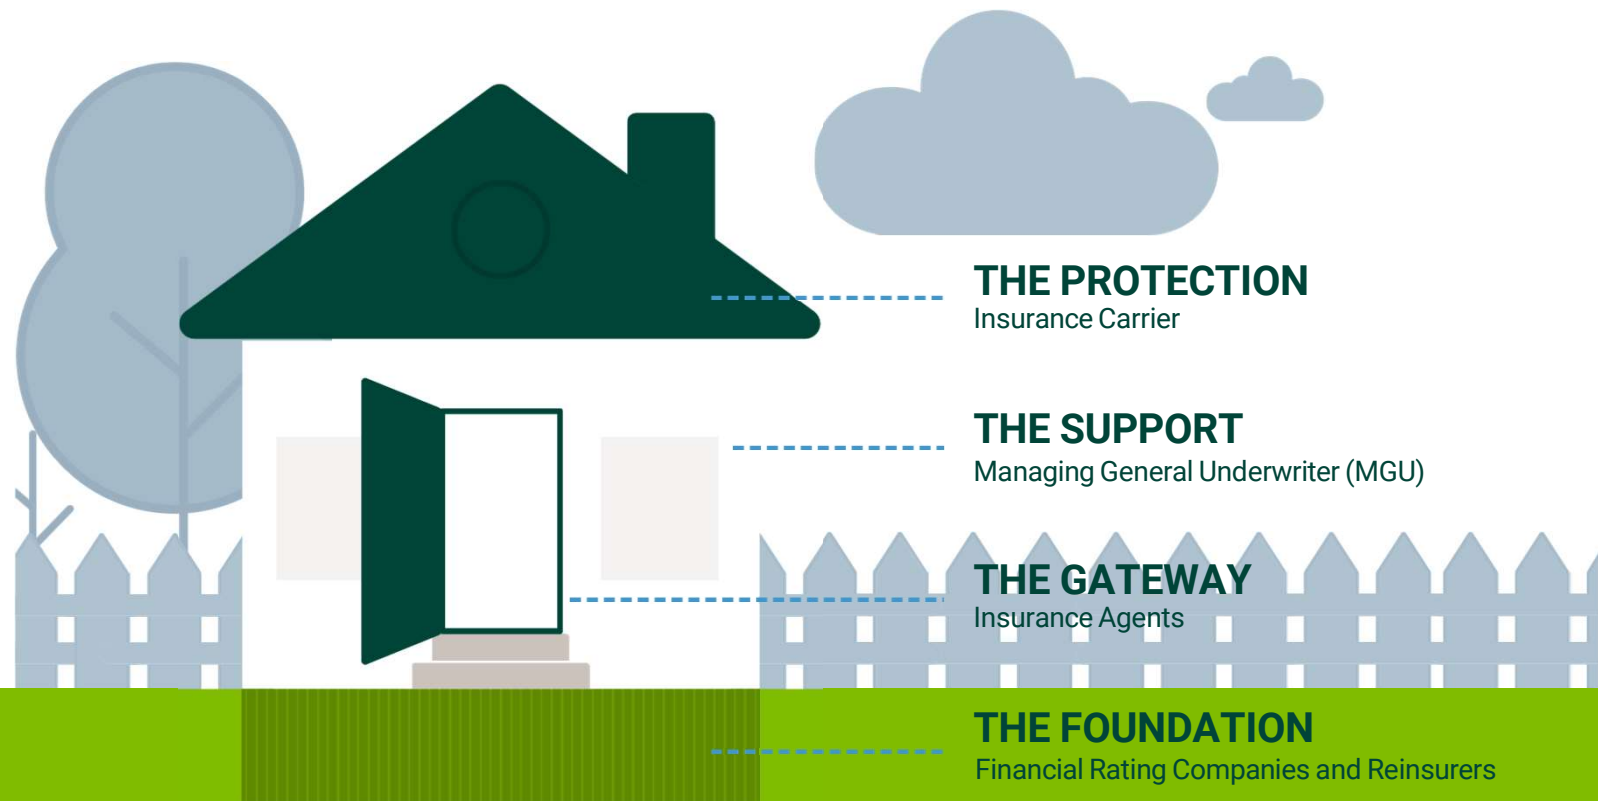 THE PROTECTION
Insurance Carrier
THE SUPPORT
Managing General Underwriter (MGU)
THE GATEWAY
Insurance Agents
THE FOUNDATION
Financial Rating Companies and Reinsurers